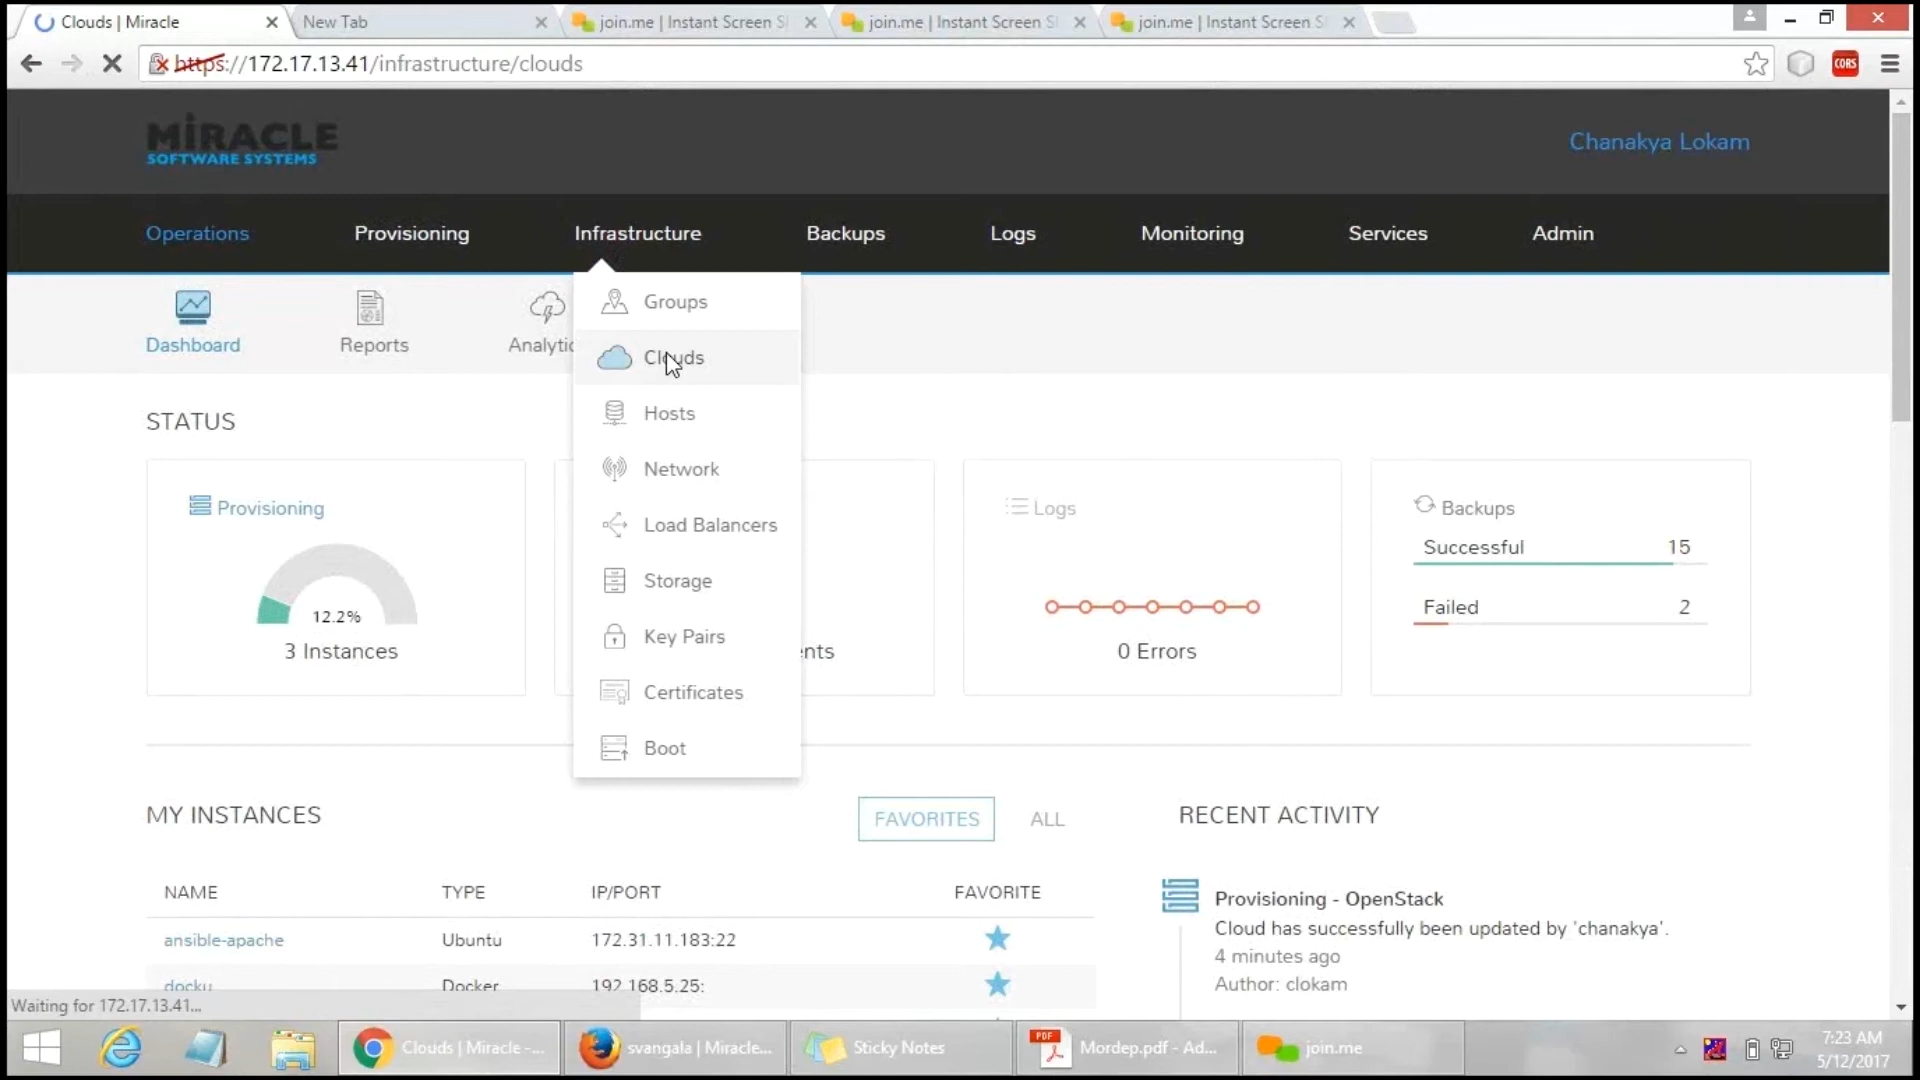 Clouds | Miracle
New Tab
join.me | Instant Screen S
join.me | Instant Screen S
join.me | Instant Screen S
https://172.17.13.41/infrastructure/clouds
CORS
MiRACLE
SOFTWARE SYSTEMS
Chanakya Lokam
Operations Provisioning Infrastructure Backups Logs Monitoring Services Admin
Dashboard Reports Analytic
Groups
Clouds
Hosts
Network
Load Balancers
Storage
Key Pairs
Certificates
Boot
STATUS
Provisioning
12.2%
3 Instances
nts
Logs
0 Errors
Backups
Successful 15
Failed 2
MY INSTANCES
FAVORITES ALL
NAME TYPE IP/PORT FAVORITE
ansible-apache Ubuntu 172.31.11.183:22
docku Docker 192.168.5.25:
RECENT ACTIVITY
Provisioning - OpenStack
Cloud has successfully been updated by 'chanakya'.
4 minutes ago
Author: clokam
Waiting for 172.17.13.41...
Clouds | Miracle -...
svangala | Miracle...
Sticky Notes
PDF
Mordep.pdf - Ad...
join.me
7:23 AM
5/12/2017